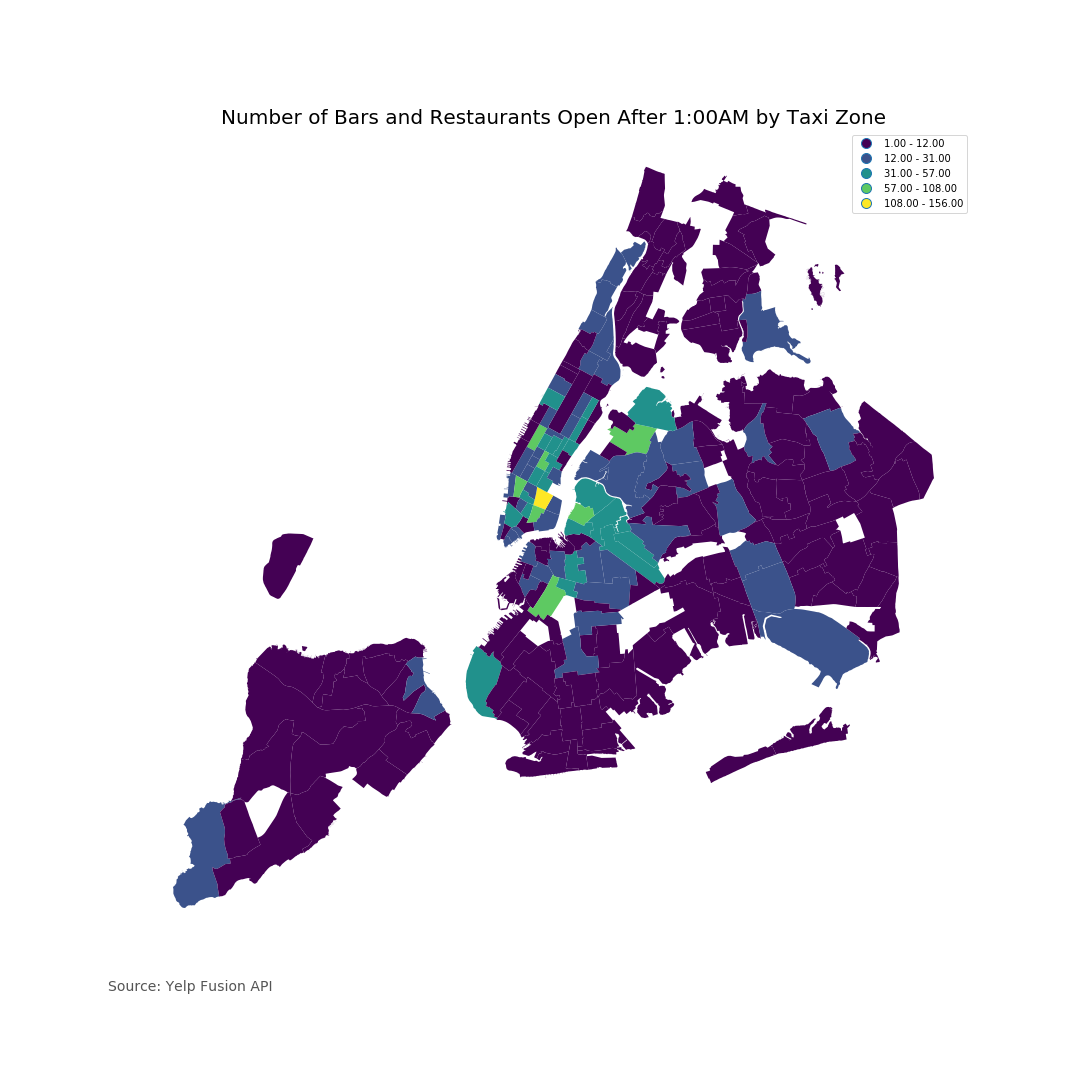 Number of Bars and Restaurants Open After 1:00AM by Taxi Zone
1.00 - 12.00
12.00 - 31.00
31.00 - 57.00
57.00 - 108.00
108.00 - 156.00
Source: Yelp Fusion API